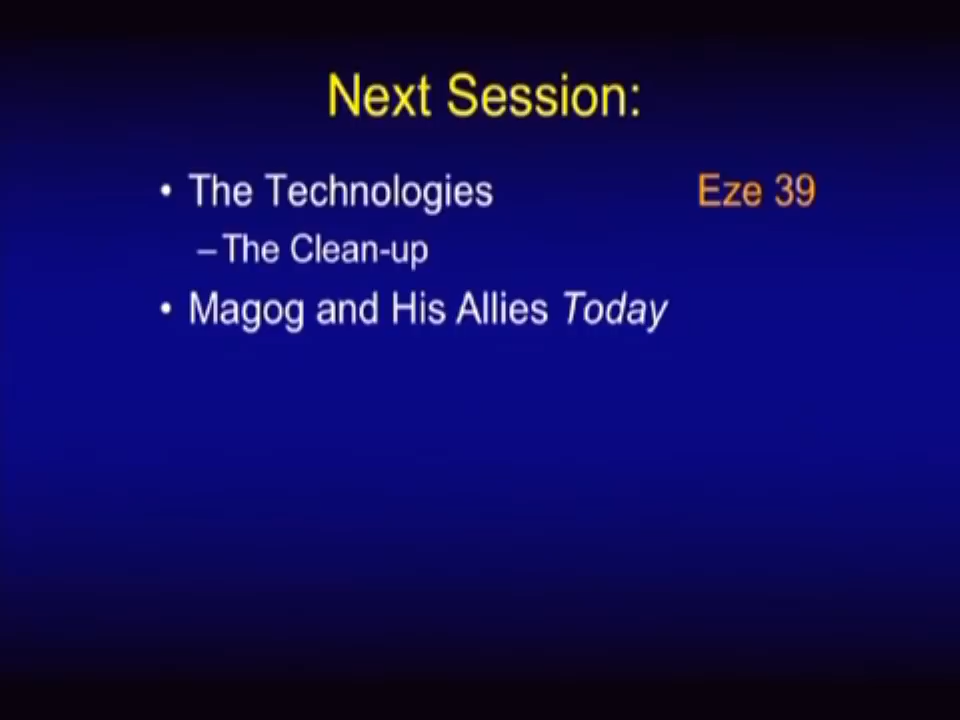 Next Session:
• The Technologies Eze 39
– The Clean-up
• Magog and His Allies Today